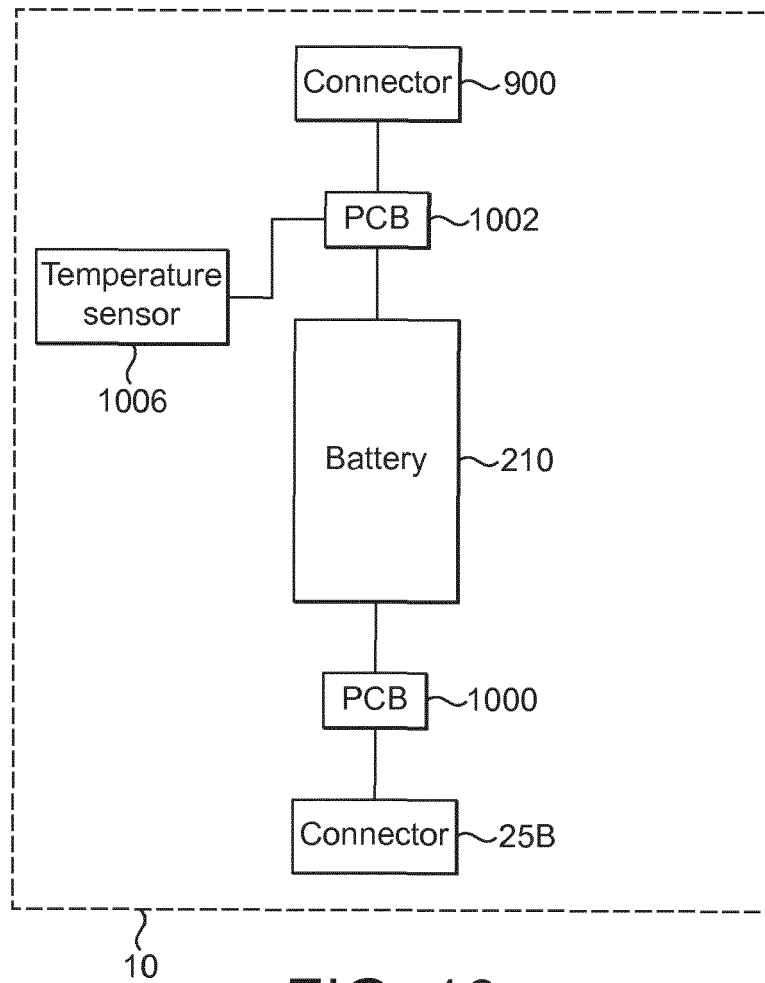 Connector 900
PCB 1002
Temperature
sensor
1006
Battery 210
PCB 1000
Connector 25B
10